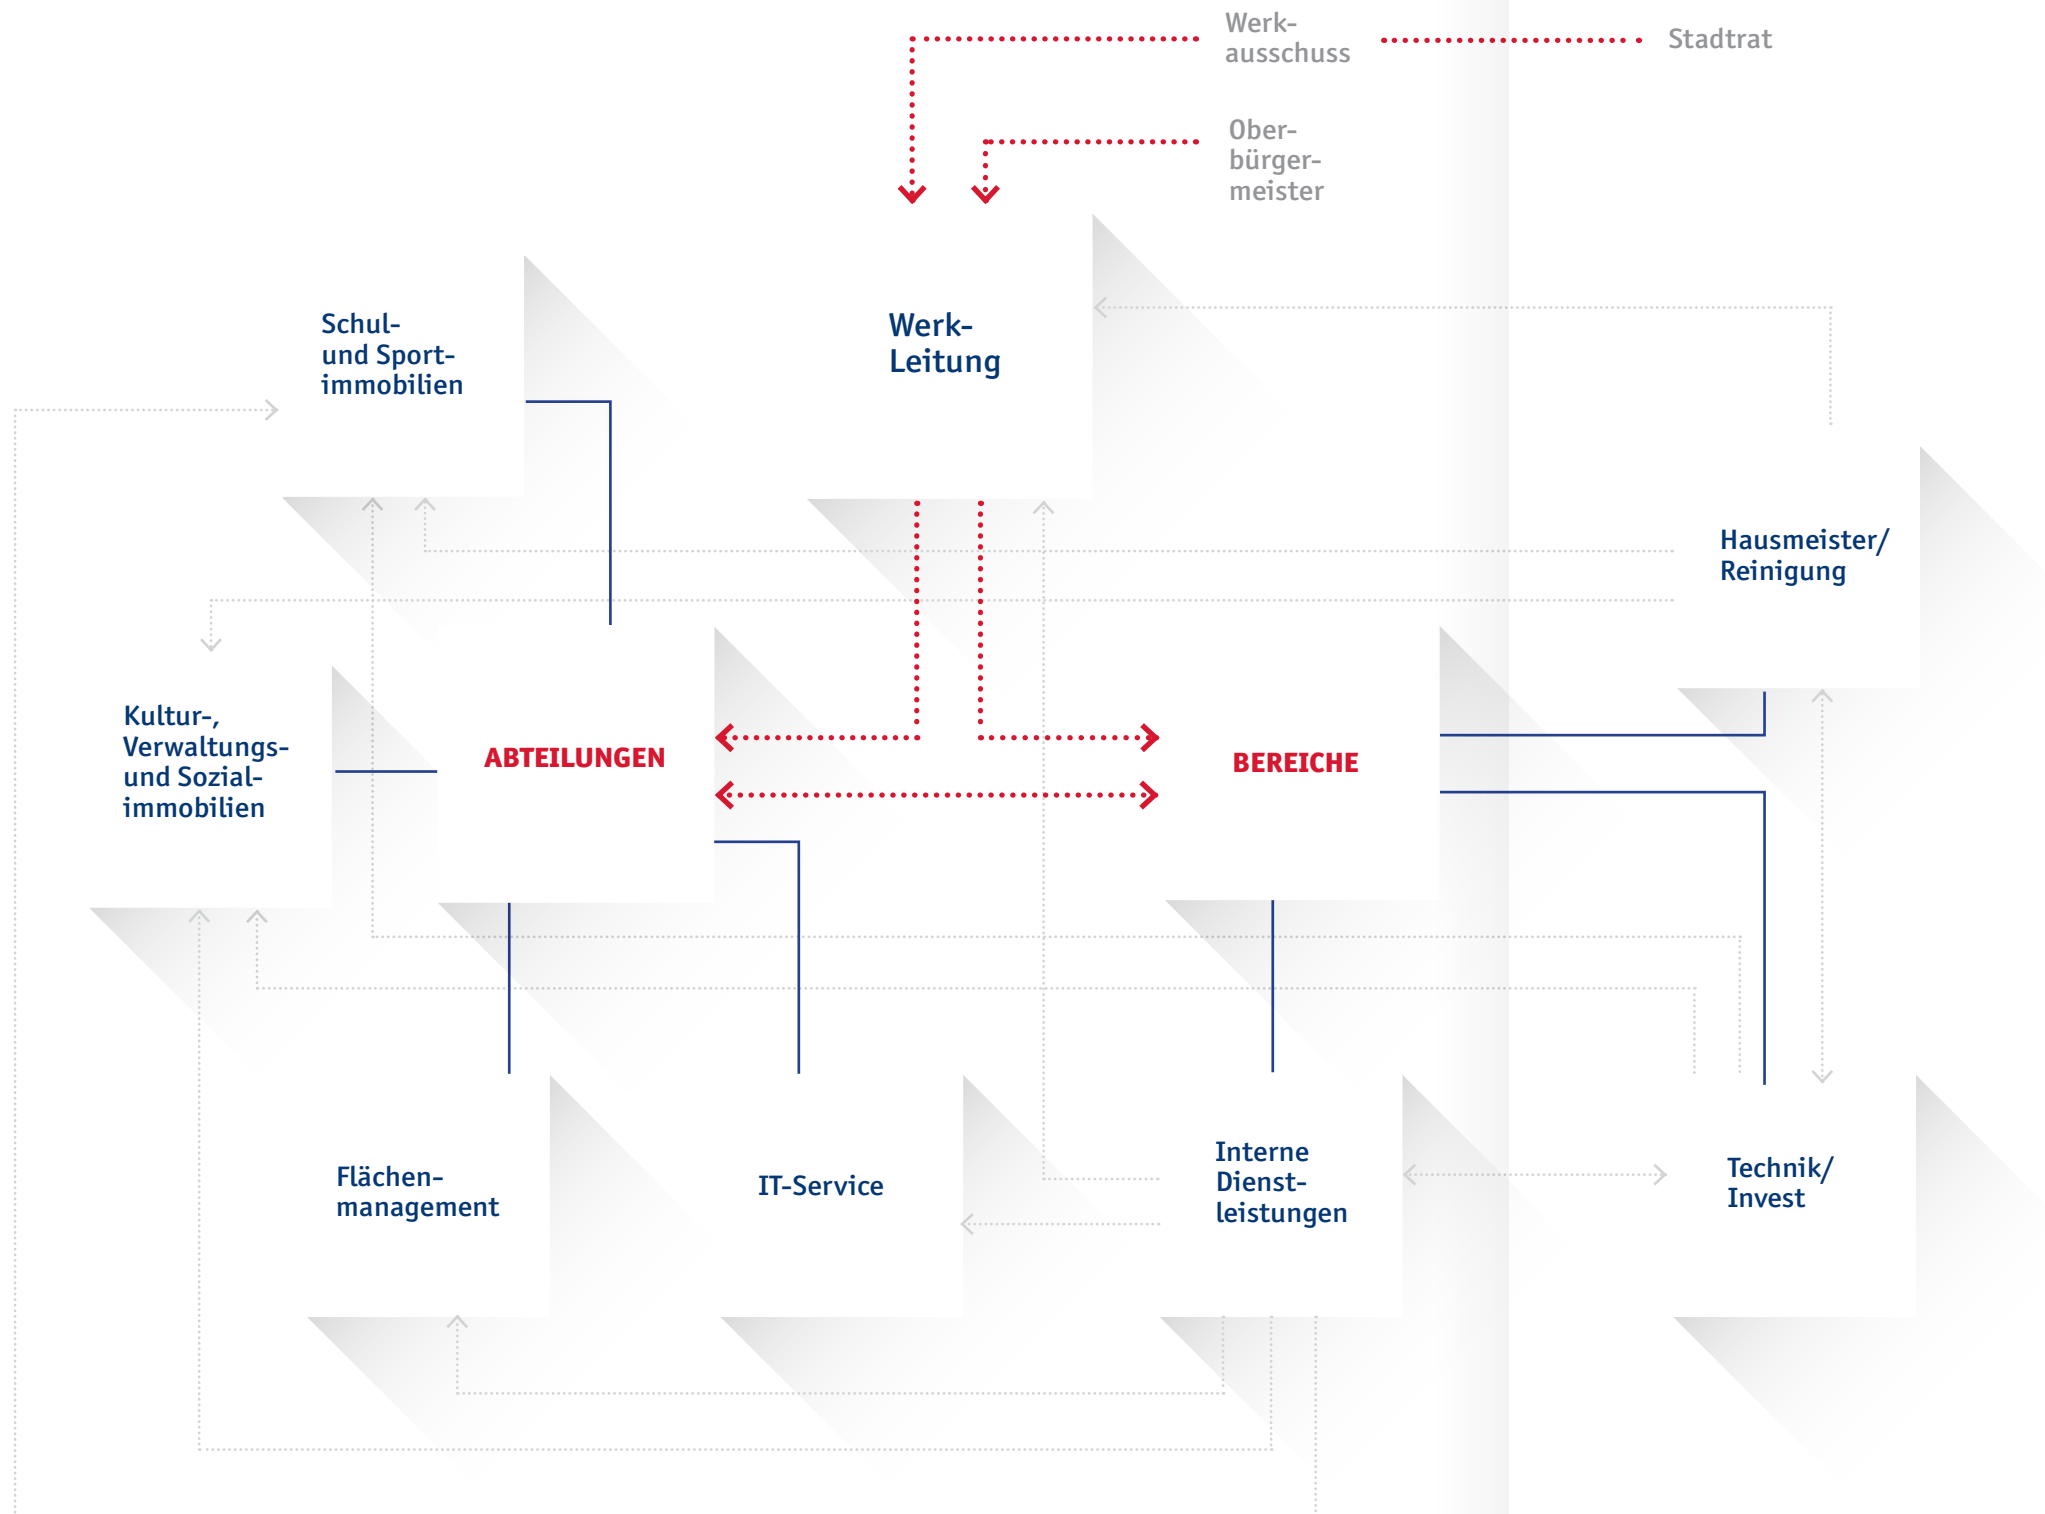 Werk-
ausschuss
Stadtrat
Ober-
bürger-
meister
Schul-
und Sport-
immobilien
Werk-
Leitung
Hausmeister/
Reinigung
Kultur-,
Verwaltungs-
und Sozial-
immobilien
ABTEILUNGEN
BEREICHE
Flächen-
management
IT-Service
Interne
Dienst-
leistungen
Technik/
Invest